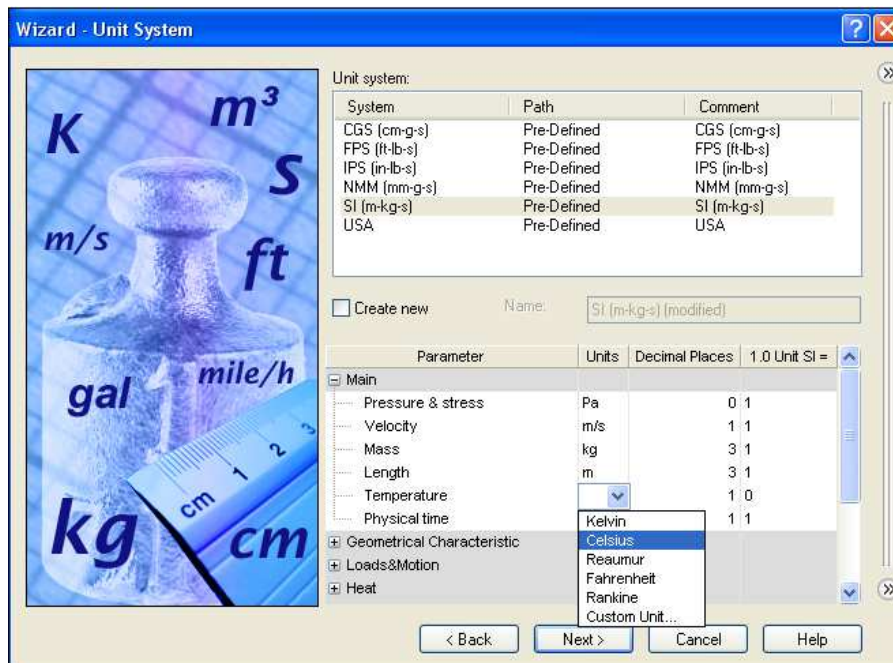 Wizard - Unit System
K
m³
s
m/s
ft
gal
mile/h
cm 1 2 3
kg
cm
Unit system:
System Path Comment
CGS (cm-g-s) Pre-Defined CGS (cm-g-s)
FPS (ft-lb-s) Pre-Defined FPS (ft-lb-s)
IPS (in-lb-s) Pre-Defined IPS (in-lb-s)
NMM (mm-g-s) Pre-Defined NMM (mm-g-s)
SI (m-kg-s) Pre-Defined SI (m-kg-s)
USA Pre-Defined USA
Create new Name: SI (m-kg-s) (modified)
Parameter Units Decimal Places 1.0 Unit SI =
Main
Pressure & stress Pa 0 1
Velocity m/s 1 1
Mass kg 3 1
Length m 3 1
Temperature 1 0
Physical time 1 1
Kelvin
Celsius
Reaumur
Fahrenheit
Rankine
Custom Unit...
Geometrical Characteristic
Loads&Motion
Heat
< Back Next > Cancel Help